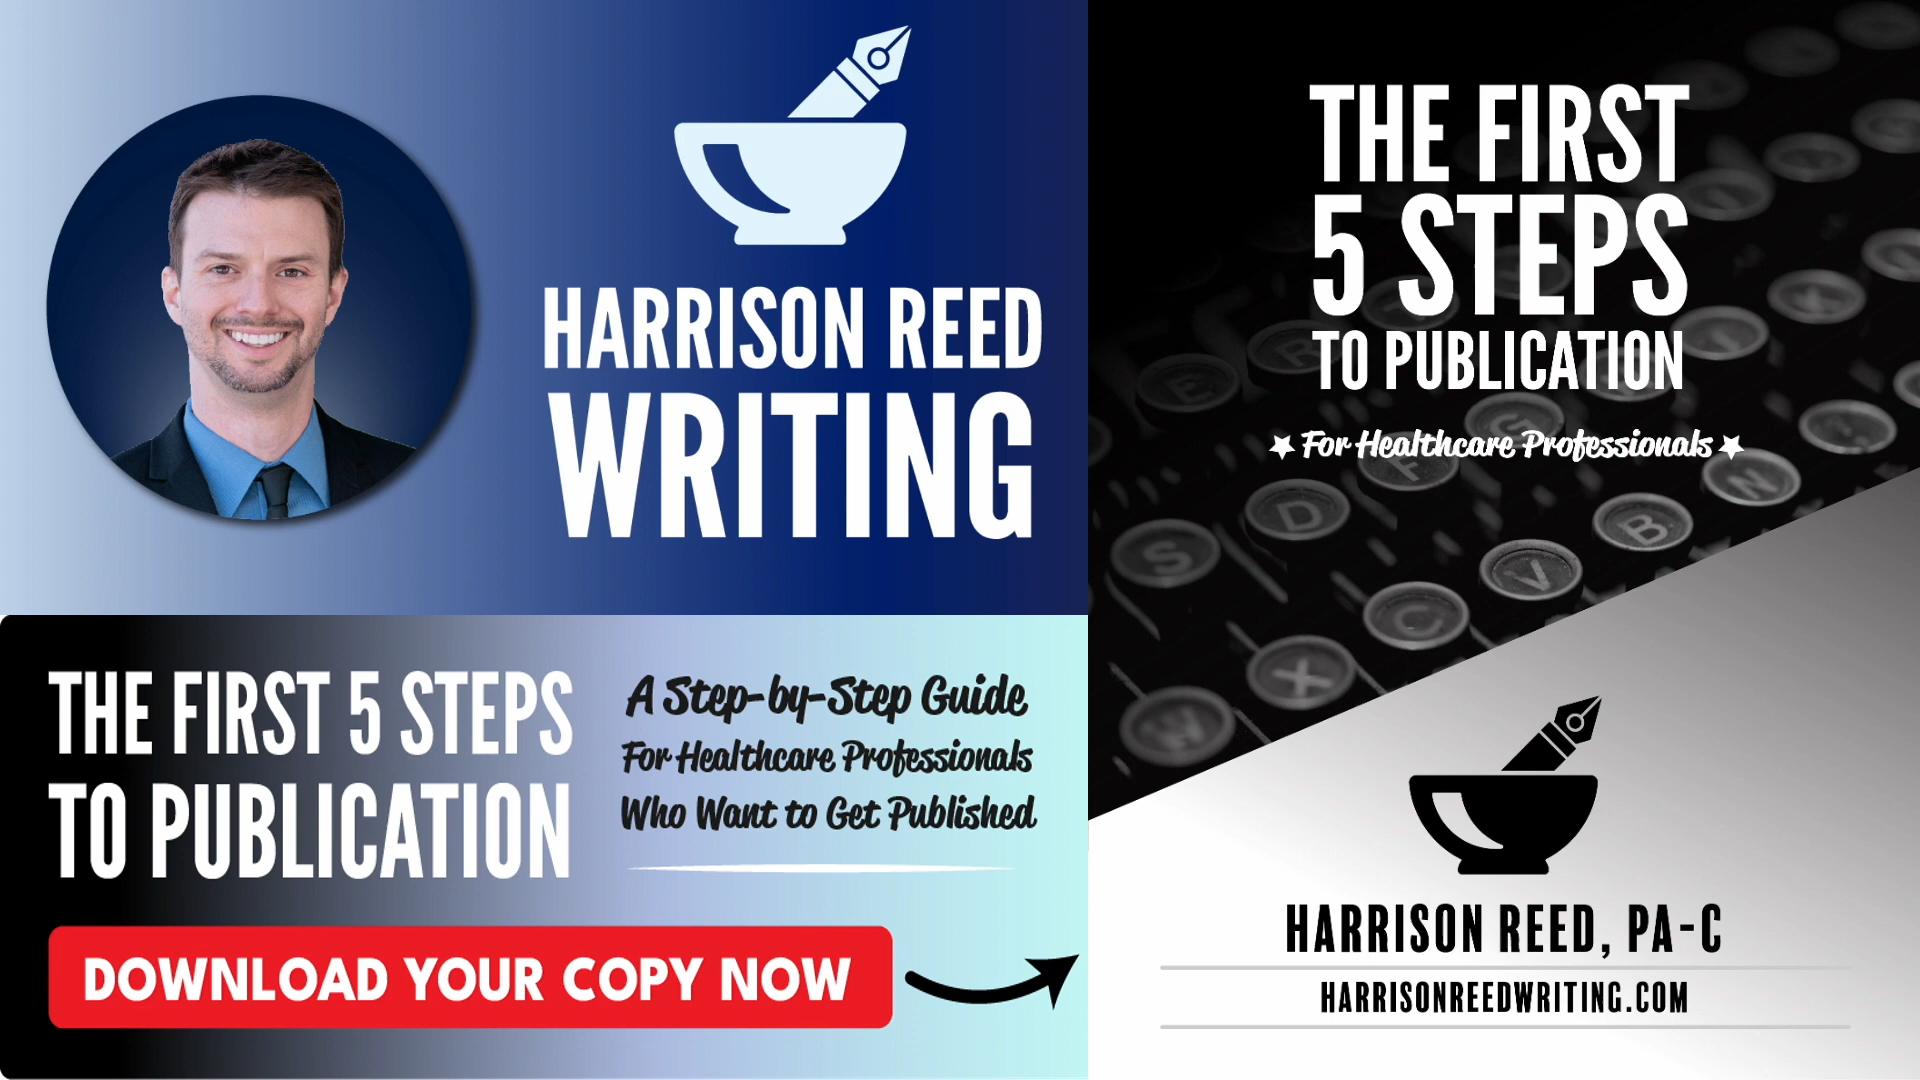 HARRISON REED
WRITING
THE FIRST 5 STEPS
TO PUBLICATION
A Step-by-Step Guide
For Healthcare Professionals
Who Want to Get Published
DOWNLOAD YOUR COPY NOW
THE FIRST
5 STEPS
TO PUBLICATION
For Healthcare Professionals
E R
S D F G
W X C V B N
HARRISON REED, PA-C
HARRISONREEDWRITING.COM